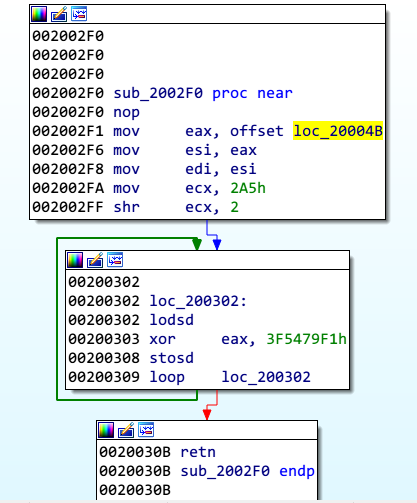 002002F0
002002F0
002002F0
002002F0 sub_2002F0 proc near
002002F0 nop
002002F1 mov eax, offset loc_20004B
002002F6 mov esi, eax
002002F8 mov edi, esi
002002FA mov ecx, 2A5h
002002FF shr ecx, 2
00200302
00200302 loc_200302:
00200302 lodsd
00200303 xor eax, 3F5479F1h
00200308 stosd
00200309 loop loc_200302
0020030B retn
0020030B sub_2002F0 endp
0020030B